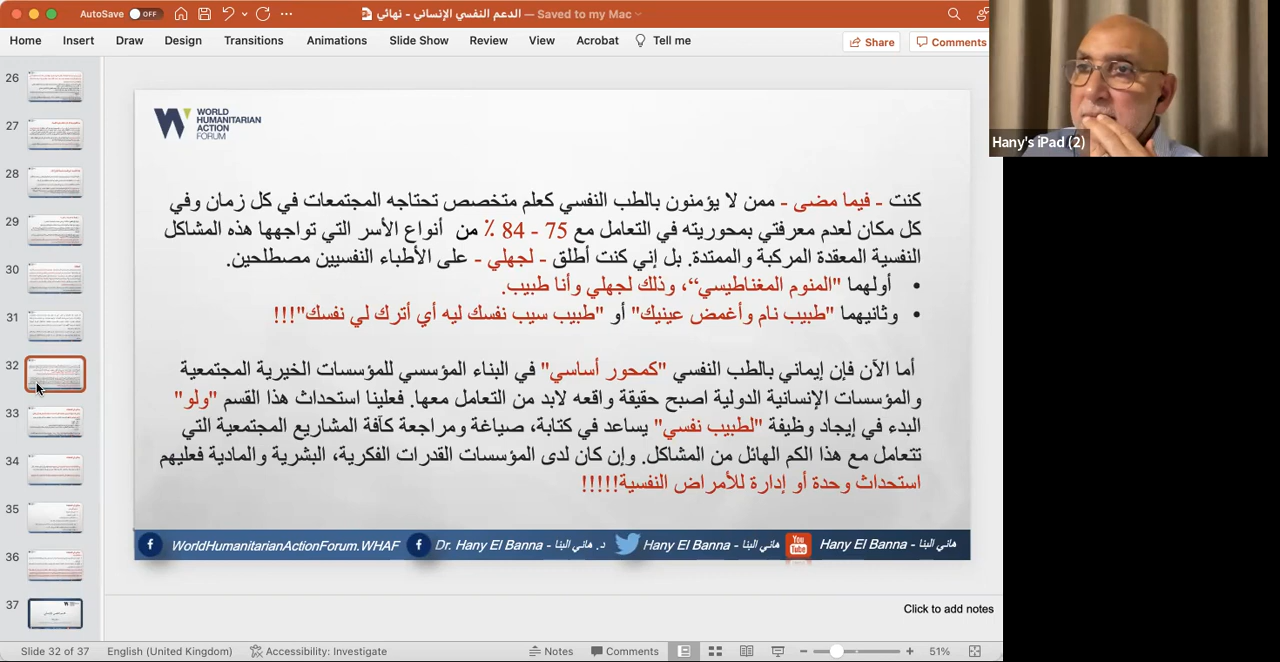 AutoSave OFF
الدعم النفسي الإنساني - نهائي — Saved to my Mac
Home Insert Draw Design Transitions Animations Slide Show Review View Acrobat Tell me
Share Comments
Hany's iPad (2)
26
27
28
29
30
31
32
33
34
35
36
37
WORLD
HUMANITARIAN
ACTION
FORUM
كنت - فيما مضى - ممن لا يؤمنون بالطب النفسي كعلم متخصص تحتاجه المجتمعات في كل زمان وفي
كل مكان لعدم معرفتي بمحوريته في التعامل مع 75 - 84 ٪ من أنواع الأسر التي تواجهها هذه المشاكل
النفسية المعقدة المركبة والممتدة. بل إني كنت أطلق - لجهلي - على الأطباء النفسيين مصطلحين.
• أولهما "المنوم المغناطيسي“، وذلك لجهلي وأنا طبيب.
• وثانيهما "طبيب نام وأغمض عينيك" أو "طبيب سيب نفسك ليه أي أترك لي نفسك"!!!
أما الآن فإن إيماني بالطب النفسي "كمحور أساسي" في البناء المؤسسي للمؤسسات الخيرية المجتمعية
والمؤسسات الإنسانية الدولية اصبح حقيقة واقعه لابد من التعامل معها. فعلينا استحداث هذا القسم "ولو"
البدء في إيجاد وظيفة "لطبيب نفسي" يساعد في كتابة، صياغة ومراجعة كآفة المشاريع المجتمعية التي
تتعامل مع هذا الكم الهائل من المشاكل. وإن كان لدى المؤسسات القدرات الفكرية، البشرية والمادية فعليهم
استحداث وحدة أو إدارة للأمراض النفسية!!!!!
WorldHumanitarianActionForum.WHAF
Dr. Hany El Banna - د. هاني البنا
Hany El Banna - هاني البنا
You Tube
Hany El Banna - هاني البنا
Click to add notes
Slide 32 of 37 English (United Kingdom) Accessibility: Investigate Notes Comments 51%